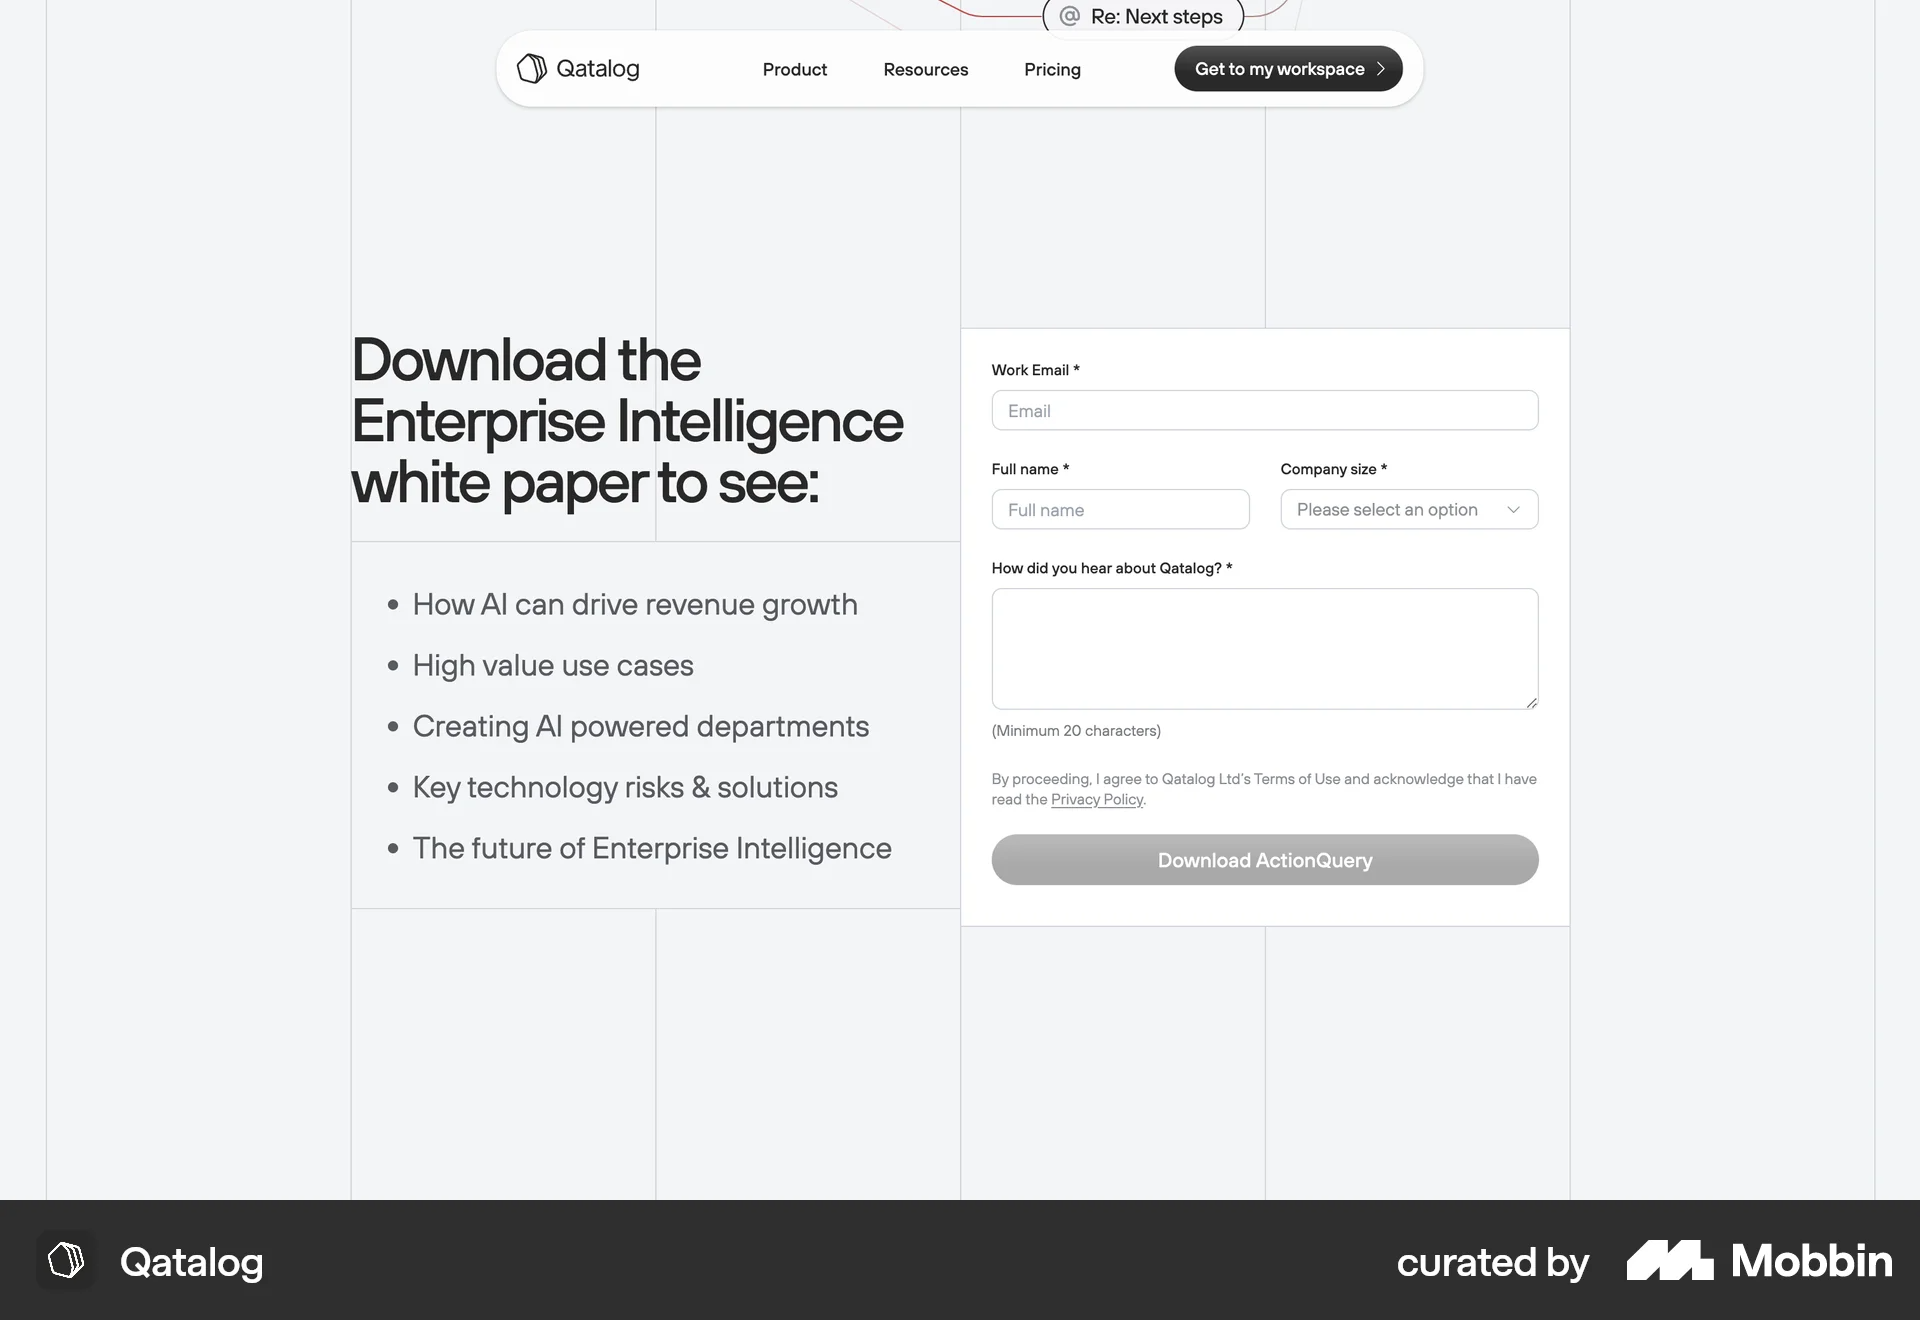 @ Re: Next steps
Qatalog
Product
Resources
Pricing
Get to my workspace
Download the
Enterprise Intelligence
white paper to see:
• How AI can drive revenue growth
• High value use cases
• Creating AI powered departments
• Key technology risks & solutions
• The future of Enterprise Intelligence
Work Email *
Email
Full name *
Full name
Company size *
Please select an option
How did you hear about Qatalog? *
(Minimum 20 characters)
By proceeding, I agree to Qatalog Ltd's Terms of Use and acknowledge that I have
read the Privacy Policy.
Download ActionQuery
Qatalog
curated by
Mobbin